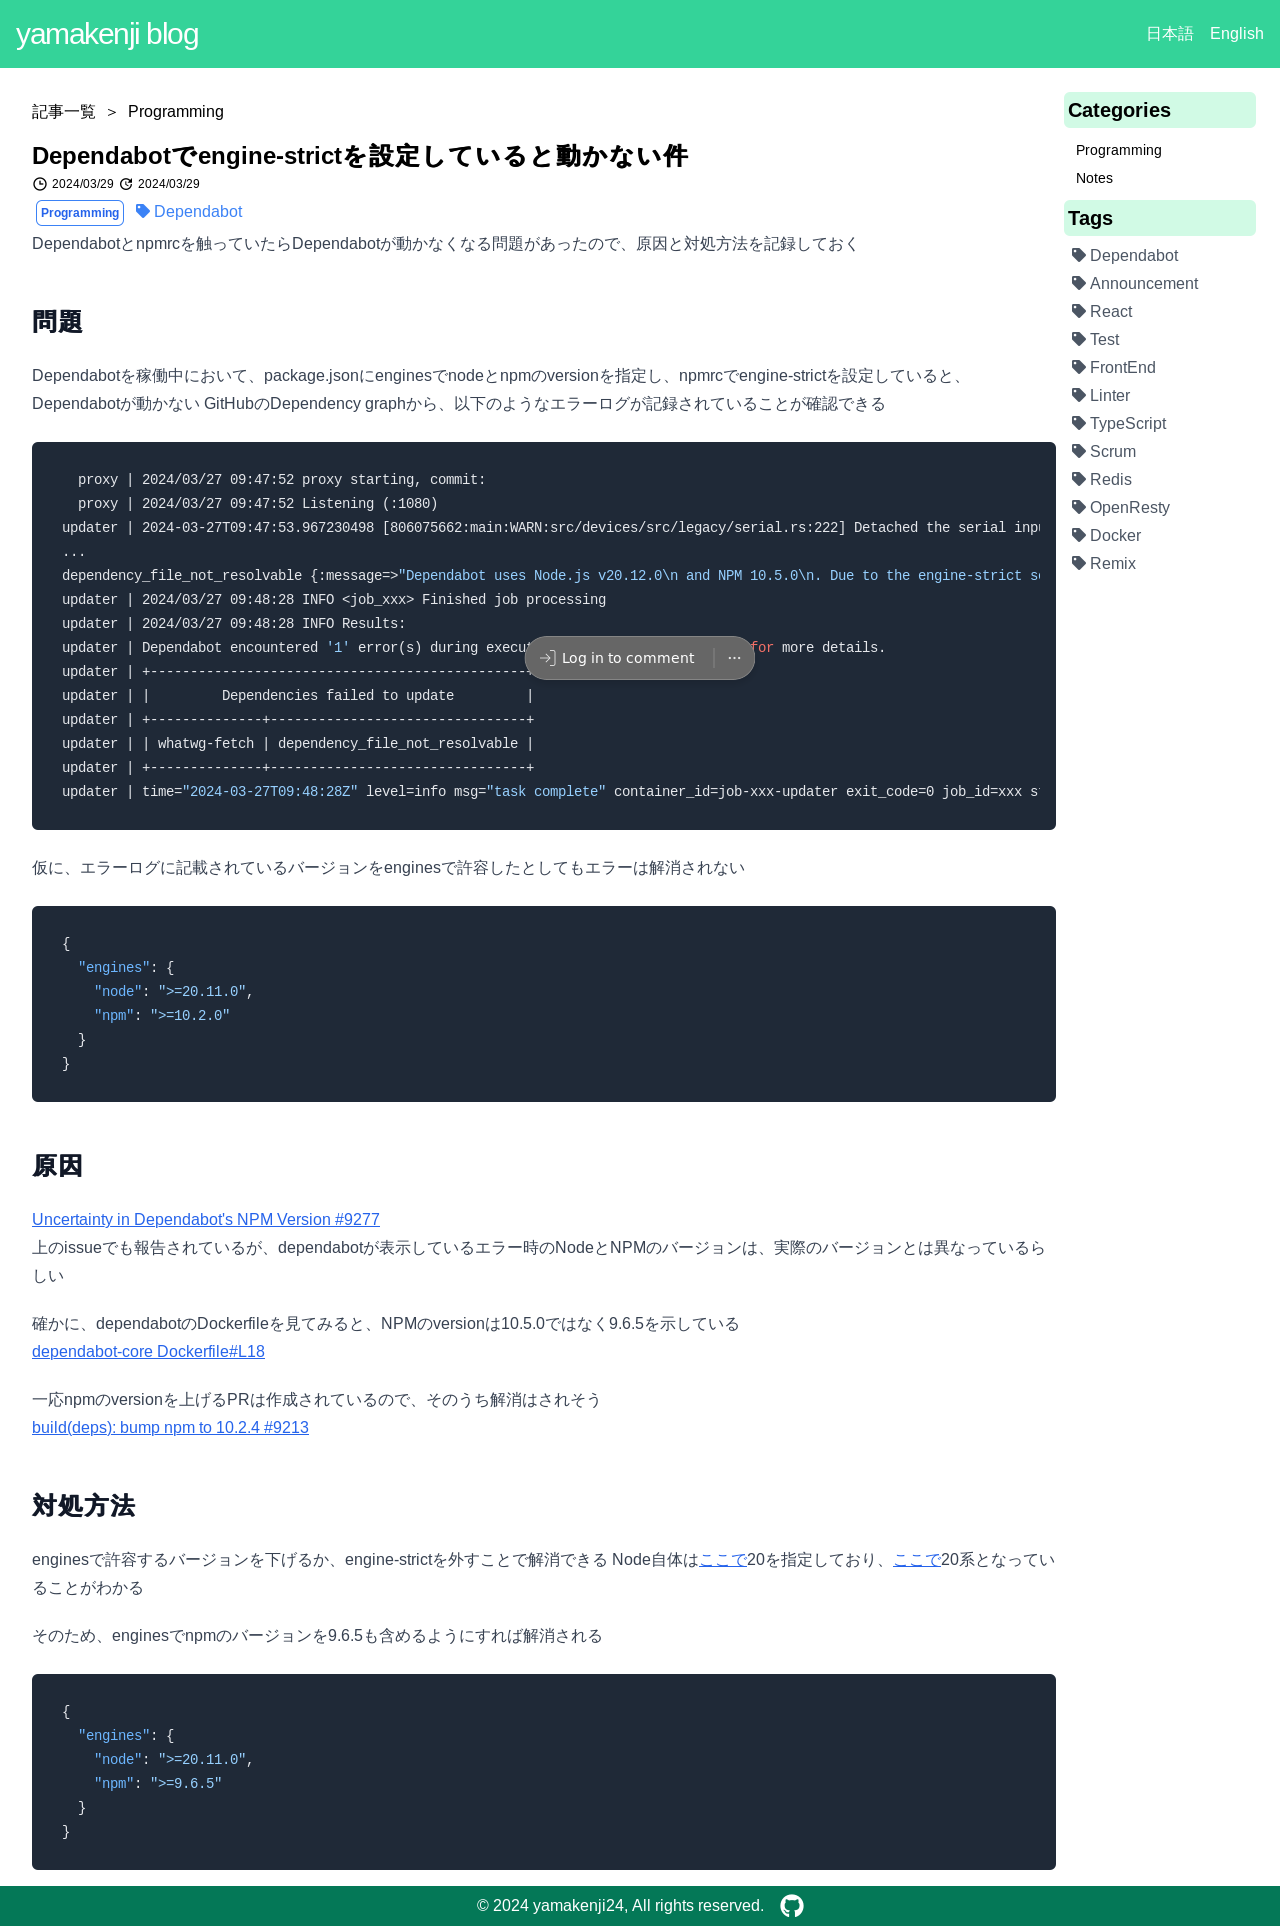 yamakenji blog
日本語 English
記事一覧 ＞ Programming
Dependabotでengine-strictを設定していると動かない件
2024/03/29 2024/03/29
Programming Dependabot
Dependabotとnpmrcを触っていたらDependabotが動かなくなる問題があったので、原因と対処方法を記録しておく
問題
Dependabotを稼働中において、package.jsonにenginesでnodeとnpmのversionを指定し、npmrcでengine-strictを設定していると、
Dependabotが動かない GitHubのDependency graphから、以下のようなエラーログが記録されていることが確認できる
proxy | 2024/03/27 09:47:52 proxy starting, commit:
proxy | 2024/03/27 09:47:52 Listening (:1080)
updater | 2024-03-27T09:47:53.967230498 [806075662:main:WARN:src/devices/src/legacy/serial.rs:222] Detached the serial inpu
...
dependency_file_not_resolvable {:message=>"Dependabot uses Node.js v20.12.0\n and NPM 10.5.0\n. Due to the engine-strict se
updater | 2024/03/27 09:48:28 INFO <job_xxx> Finished job processing
updater | 2024/03/27 09:48:28 INFO Results:
updater | Dependabot encountered '1' error(s) during execut for more details.
updater | +-----------------------------------------------+
updater | |         Dependencies failed to update         |
updater | +--------------+--------------------------------+
updater | | whatwg-fetch | dependency_file_not_resolvable |
updater | +--------------+--------------------------------+
updater | time="2024-03-27T09:48:28Z" level=info msg="task complete" container_id=job-xxx-updater exit_code=0 job_id=xxx st
Log in to comment
仮に、エラーログに記載されているバージョンをenginesで許容したとしてもエラーは解消されない
{
"engines": {
"node": ">=20.11.0",
"npm": ">=10.2.0"
}
}
原因
Uncertainty in Dependabot's NPM Version #9277
上のissueでも報告されているが、dependabotが表示しているエラー時のNodeとNPMのバージョンは、実際のバージョンとは異なっているら
しい
確かに、dependabotのDockerfileを見てみると、NPMのversionは10.5.0ではなく9.6.5を示している
dependabot-core Dockerfile#L18
一応npmのversionを上げるPRは作成されているので、そのうち解消はされそう
build(deps): bump npm to 10.2.4 #9213
対処方法
enginesで許容するバージョンを下げるか、engine-strictを外すことで解消できる Node自体はここで20を指定しており、ここで20系となってい
ることがわかる
そのため、enginesでnpmのバージョンを9.6.5も含めるようにすれば解消される
{
"engines": {
"node": ">=20.11.0",
"npm": ">=9.6.5"
}
}
Categories
Programming
Notes
Tags
Dependabot
Announcement
React
Test
FrontEnd
Linter
TypeScript
Scrum
Redis
OpenResty
Docker
Remix
© 2024 yamakenji24, All rights reserved.